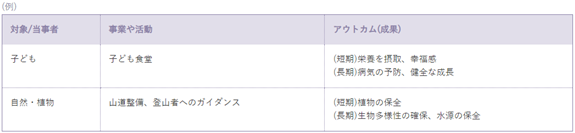 (例)
対象/当事者 事業や活動 アウトカム(成果)
子ども 子ども食堂 (短期)栄養を摂取、幸福感
(長期)病気の予防、健全な成長
自然・植物 山道整備、登山者へのガイダンス (短期)植物の保全
(長期)生物多様性の確保、水源の保全